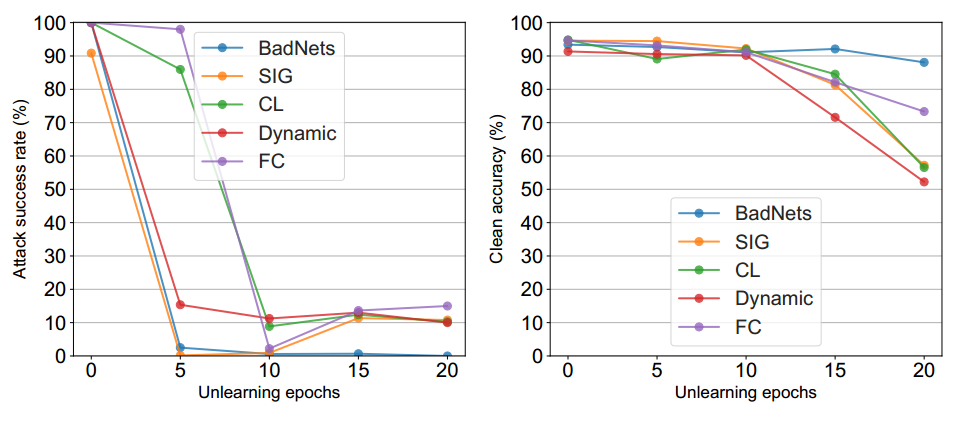 Attack success rate (%)
100
90
80
70
60
50
40
30
20
10
0
BadNets
SIG
CL
Dynamic
FC
0 5 10 15 20
Unlearning epochs
Clean accuracy (%)
100
90
80
70
60
50
40
30
20
10
0
BadNets
SIG
CL
Dynamic
FC
0 5 10 15 20
Unlearning epochs